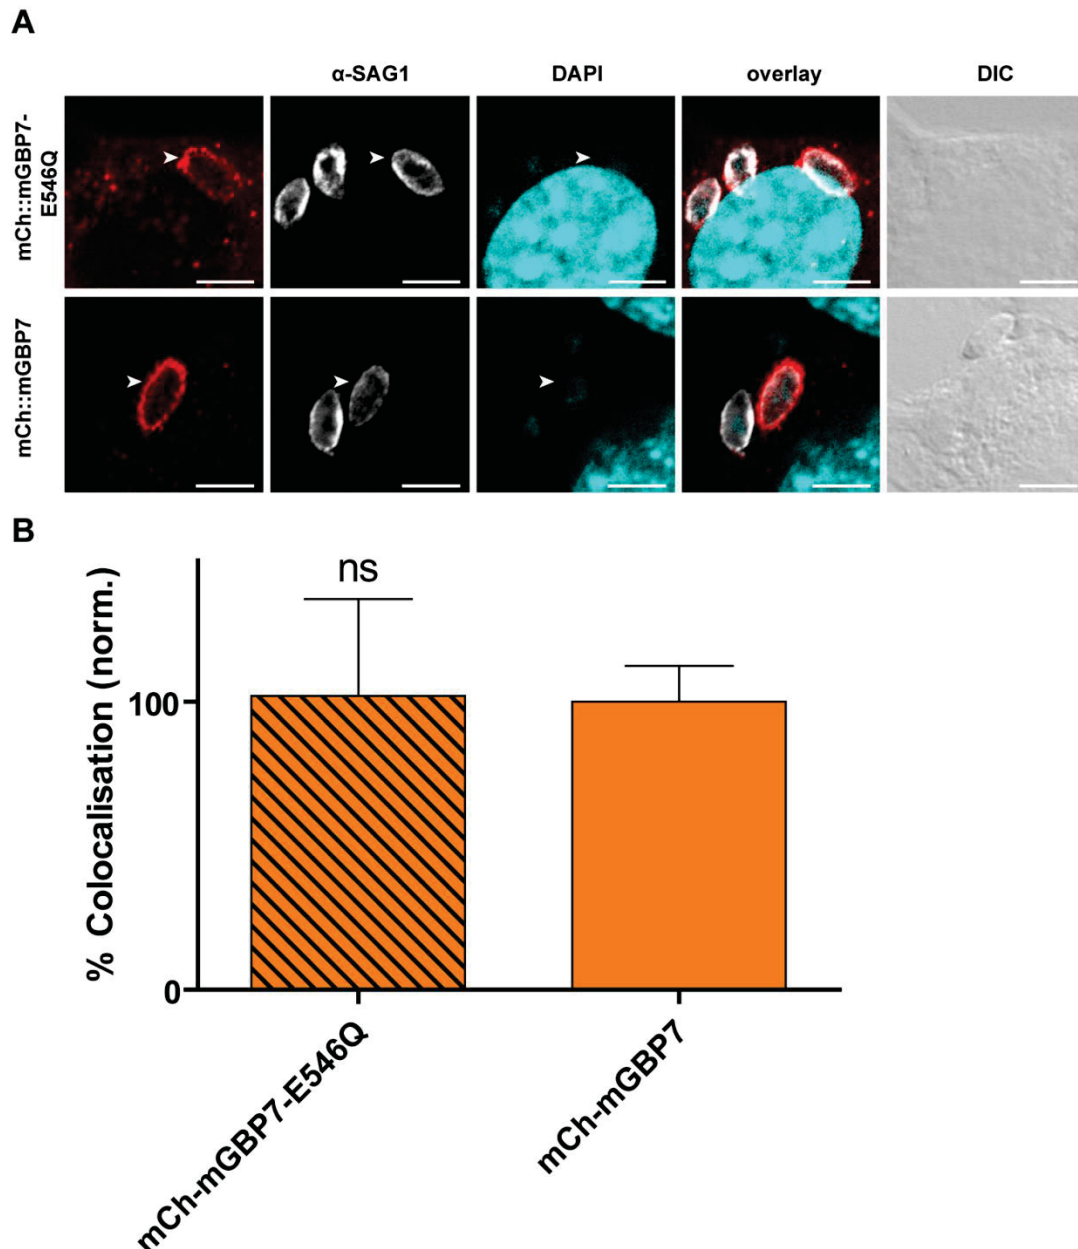 A
α-SAG1 DAPI overlay DIC
mCh::mGBP7-
E546Q
mCh::mGBP7
B
% Colocalisation (norm.)
ns
100
0
mCh-mGBP7-E546Q
mCh-mGBP7